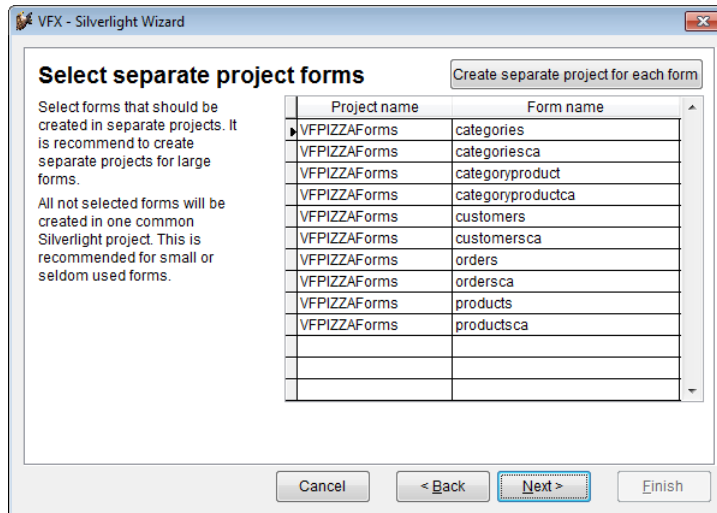 VFX - Silverlight Wizard
Select separate project forms
Create separate project for each form
Select forms that should be
created in separate projects. It
is recommend to create
separate projects for large
forms.
All not selected forms will be
created in one common
Silverlight project. This is
recommended for small or
seldom used forms.
Project name Form name
VFPIZZAForms categories
VFPIZZAForms categoriesca
VFPIZZAForms categoryproduct
VFPIZZAForms categoryproductca
VFPIZZAForms customers
VFPIZZAForms customersca
VFPIZZAForms orders
VFPIZZAForms ordersca
VFPIZZAForms products
VFPIZZAForms productsca
Cancel < Back Next > Finish